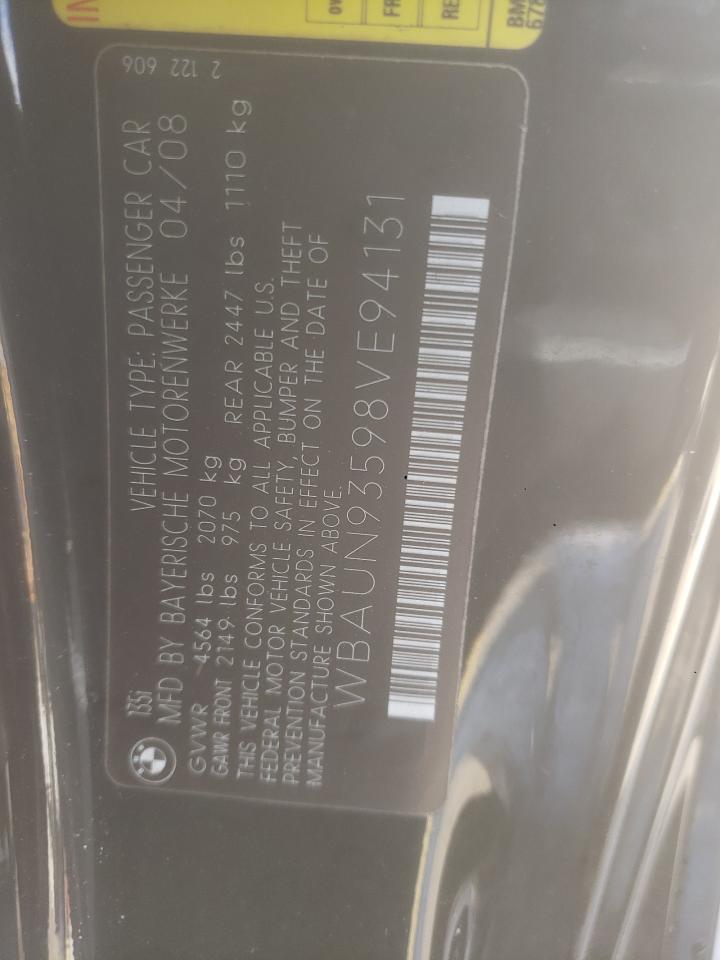 135i VEHICLE TYPE: PASSENGER CAR
MFD BY BAYERISCHE MOTORENWERKE 04/08
GVWR 4564 lbs 2070 kg
GAWR FRONT 2149 lbs 975 kg REAR 2447 lbs 1110 kg
THIS VEHICLE CONFORMS TO ALL APPLICABLE U.S.
FEDERAL MOTOR VEHICLE SAFETY, BUMPER AND THEFT
PREVENTION STANDARDS IN EFFECT ON THE DATE OF
MANUFACTURE SHOWN ABOVE.
WBAUN93598VE94131
2 122 606